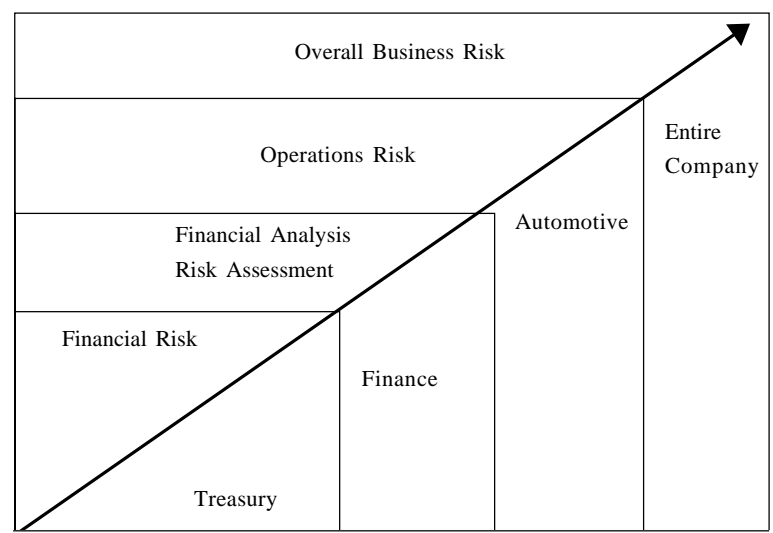 Overall Business Risk
Entire
Company
Operations Risk
Automotive
Financial Analysis
Risk Assessment
Financial Risk
Finance
Treasury